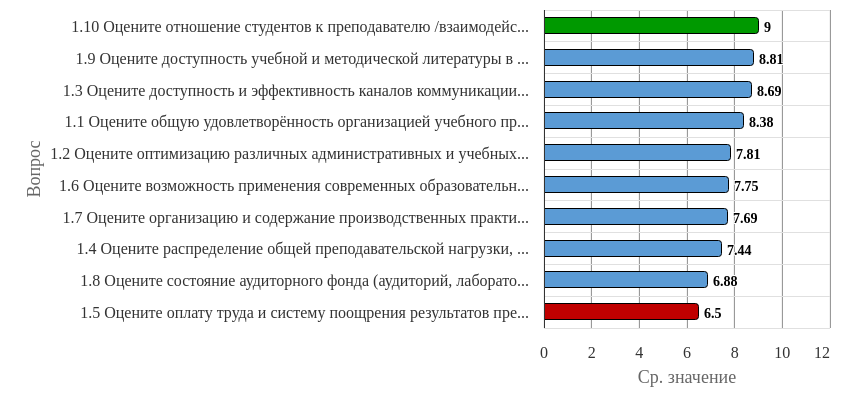 1.10 Оцените отношение студентов к преподавателю /взаимодейс... 9
1.9 Оцените доступность учебной и методической литературы в ... 8.81
1.3 Оцените доступность и эффективность каналов коммуникации... 8.69
1.1 Оцените общую удовлетворённость организацией учебного пр... 8.38
1.2 Оцените оптимизацию различных административных и учебных... 7.81
1.6 Оцените возможность применения современных образовательн... 7.75
1.7 Оцените организацию и содержание производственных практи... 7.69
1.4 Оцените распределение общей преподавательской нагрузки, ... 7.44
1.8 Оцените состояние аудиторного фонда (аудиторий, лаборато... 6.88
1.5 Оцените оплату труда и систему поощрения результатов пре... 6.5
Вопрос
0 2 4 6 8 10 12
Ср. значение